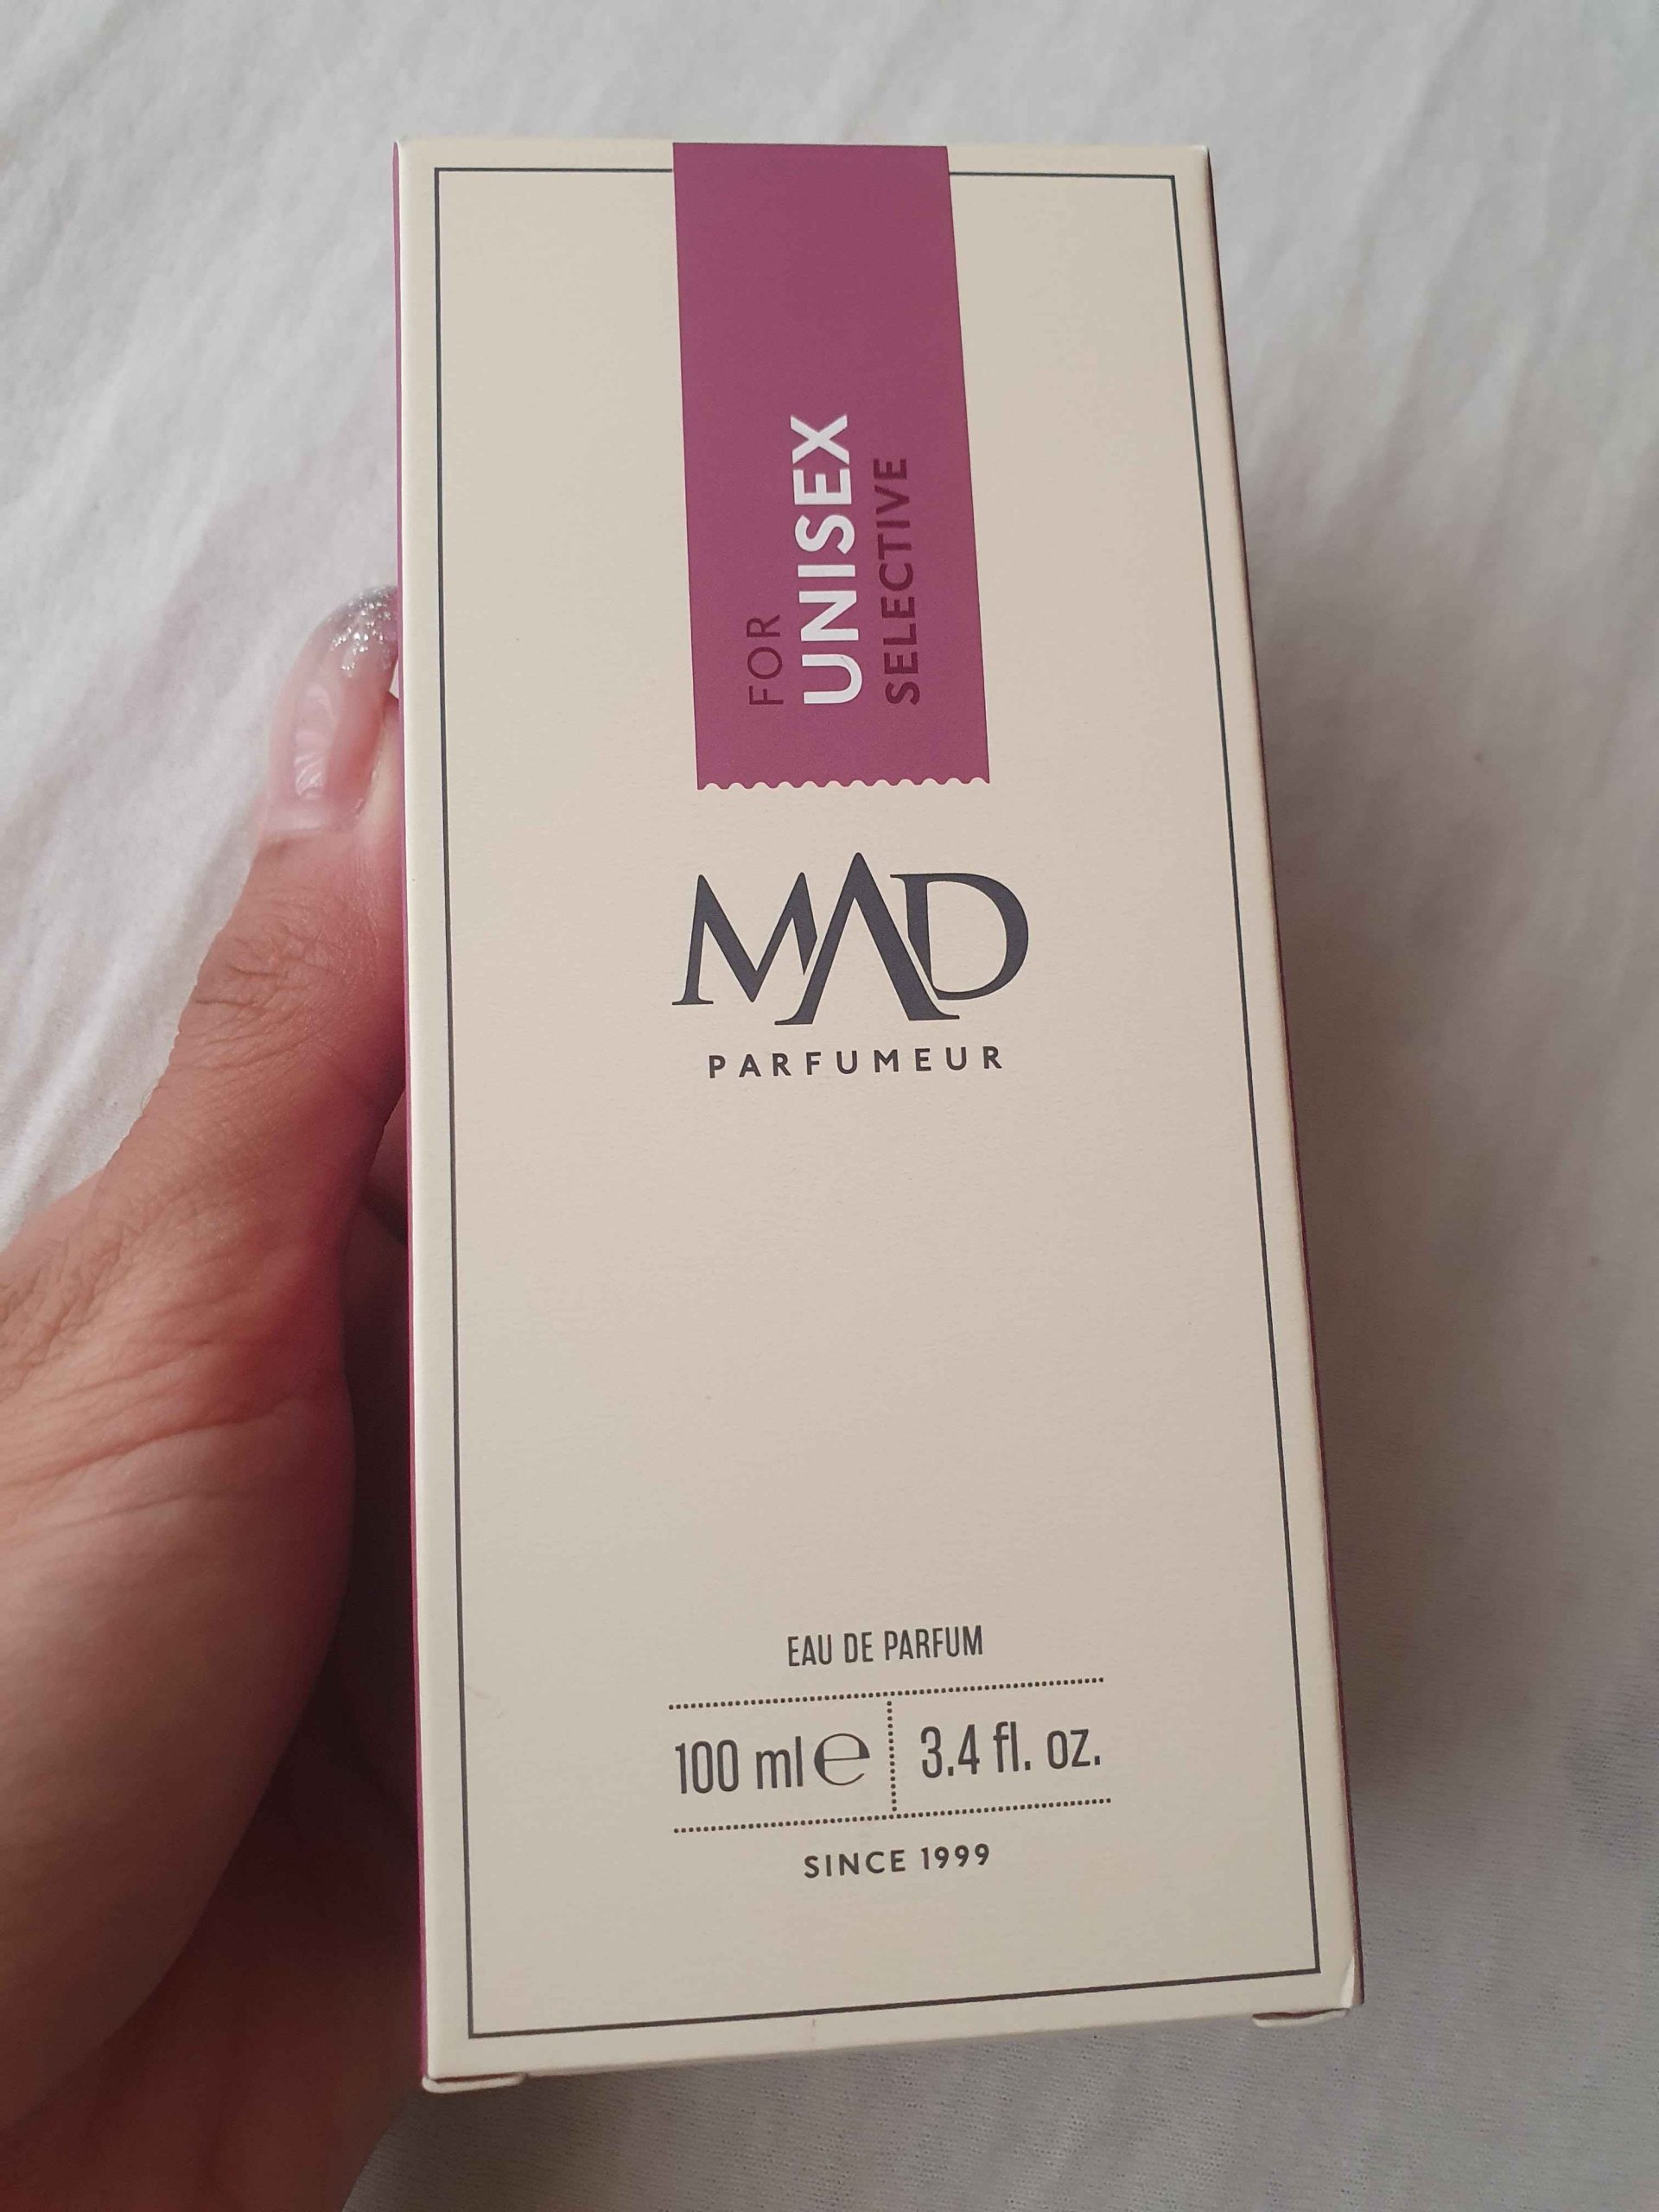 FOR
UNISEX
SELECTIVE
MAD
PARFUMEUR
EAU DE PARFUM
100 ml ℮ 3.4 fl. oz.
SINCE 1999